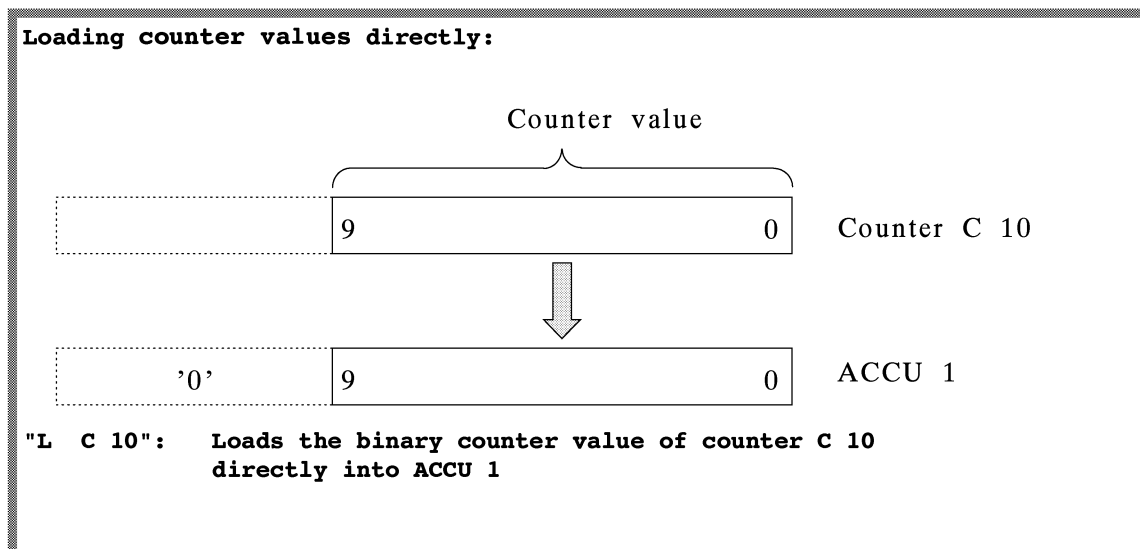 Loading counter values directly:
Counter value
9 0 Counter C 10
’0’ 9 0 ACCU 1
"L C 10": Loads the binary counter value of counter C 10
directly into ACCU 1